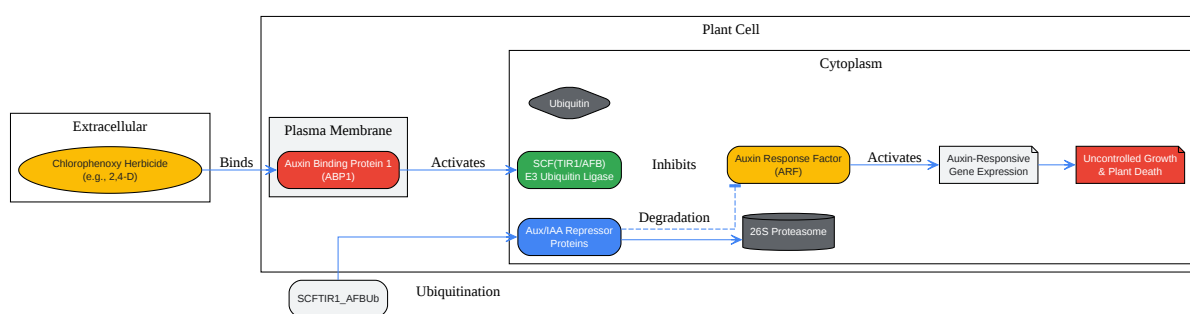 Plant Cell
Cytoplasm
Ubiquitin
Extracellular
Plasma Membrane
Chlorophenoxy Herbicide
(e.g., 2,4-D)
Binds
Auxin Binding Protein 1
(ABP1)
Activates
SCF(TIR1/AFB)
E3 Ubiquitin Ligase
Inhibits
Auxin Response Factor
(ARF)
Activates
Auxin-Responsive
Gene Expression
Uncontrolled Growth
& Plant Death
Aux/IAA Repressor
Proteins
Degradation
26S Proteasome
SCFTIR1_AFBUb
Ubiquitination